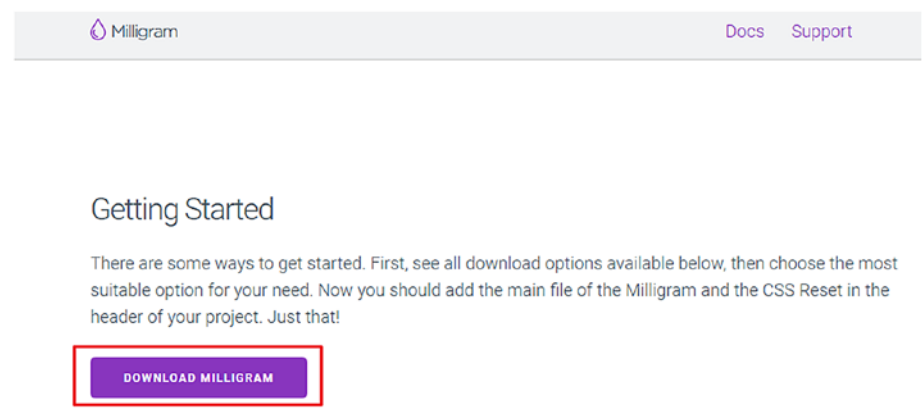 Milligram
Docs Support
Getting Started
There are some ways to get started. First, see all download options available below, then choose the most
suitable option for your need. Now you should add the main file of the Milligram and the CSS Reset in the
header of your project. Just that!
DOWNLOAD MILLIGRAM